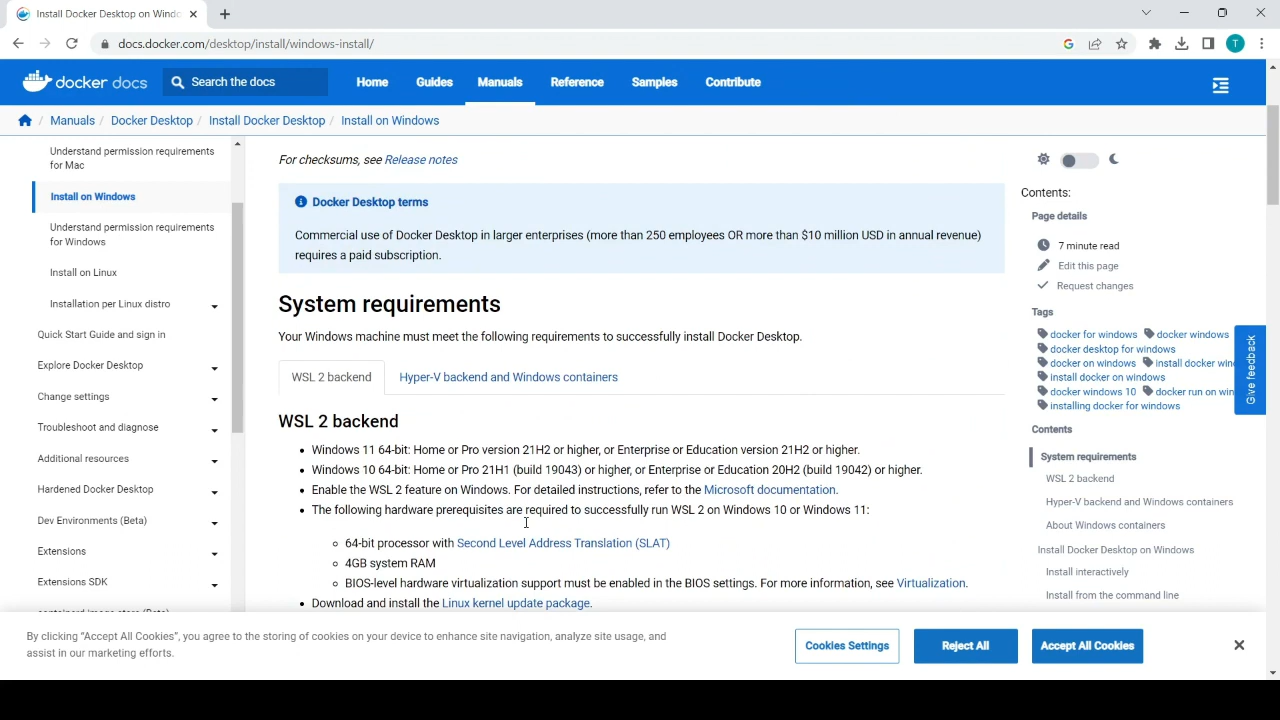 Install Docker Desktop on Windo
docs.docker.com/desktop/install/windows-install/
T
docker docs
Search the docs
Home
Guides
Manuals
Reference
Samples
Contribute
/ Manuals / Docker Desktop / Install Docker Desktop / Install on Windows
Understand permission requirements
for Mac
Install on Windows
Understand permission requirements
for Windows
Install on Linux
Installation per Linux distro
Quick Start Guide and sign in
Explore Docker Desktop
Change settings
Troubleshoot and diagnose
Additional resources
Hardened Docker Desktop
Dev Environments (Beta)
Extensions
Extensions SDK
For checksums, see Release notes
Docker Desktop terms
Commercial use of Docker Desktop in larger enterprises (more than 250 employees OR more than $10 million USD in annual revenue)
requires a paid subscription.
System requirements
Your Windows machine must meet the following requirements to successfully install Docker Desktop.
WSL 2 backend
Hyper-V backend and Windows containers
WSL 2 backend
• Windows 11 64-bit: Home or Pro version 21H2 or higher, or Enterprise or Education version 21H2 or higher.
• Windows 10 64-bit: Home or Pro 21H1 (build 19043) or higher, or Enterprise or Education 20H2 (build 19042) or higher.
• Enable the WSL 2 feature on Windows. For detailed instructions, refer to the Microsoft documentation.
• The following hardware prerequisites are required to successfully run WSL 2 on Windows 10 or Windows 11:
○ 64-bit processor with Second Level Address Translation (SLAT)
○ 4GB system RAM
○ BIOS-level hardware virtualization support must be enabled in the BIOS settings. For more information, see Virtualization.
• Download and install the Linux kernel update package.
Contents:
Page details
7 minute read
Edit this page
Request changes
Tags
docker for windows docker windows
docker desktop for windows
docker on windows install docker wind
install docker on windows
docker windows 10 docker run on win
installing docker for windows
Contents
System requirements
WSL 2 backend
Hyper-V backend and Windows containers
About Windows containers
Install Docker Desktop on Windows
Install interactively
Install from the command line
Give feedback
By clicking “Accept All Cookies”, you agree to the storing of cookies on your device to enhance site navigation, analyze site usage, and
assist in our marketing efforts.
Cookies Settings
Reject All
Accept All Cookies